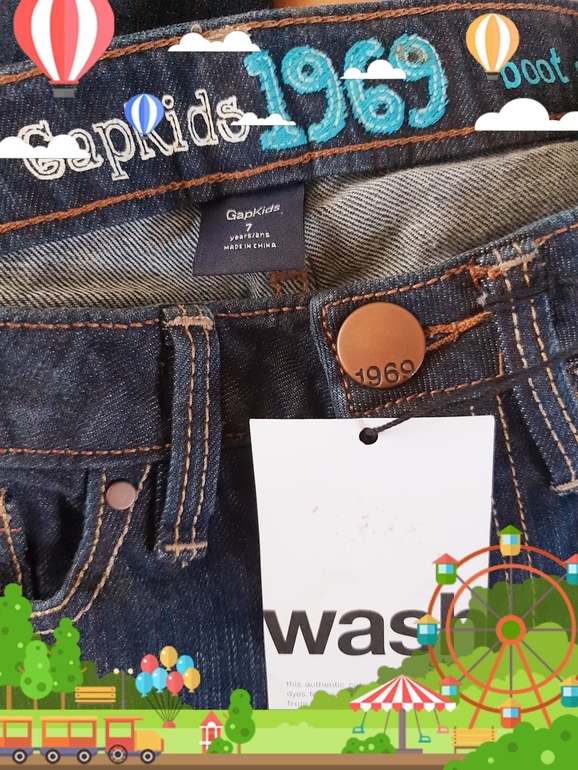 GapKids 1969 boot
GapKids
7
years/ans
MADE IN CHINA
1969
wash
this authentic
dyes
from